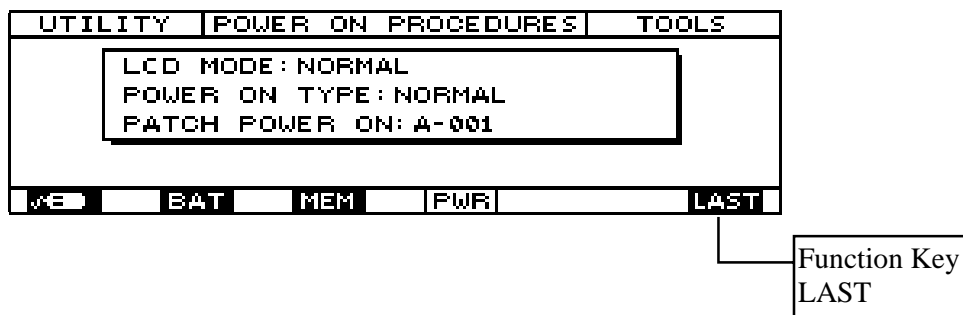 UTILITY POWER ON PROCEDURES TOOLS
LCD MODE:NORMAL
POWER ON TYPE:NORMAL
PATCH POWER ON: A-001
BAT MEM PWR LAST
Function Key
LAST